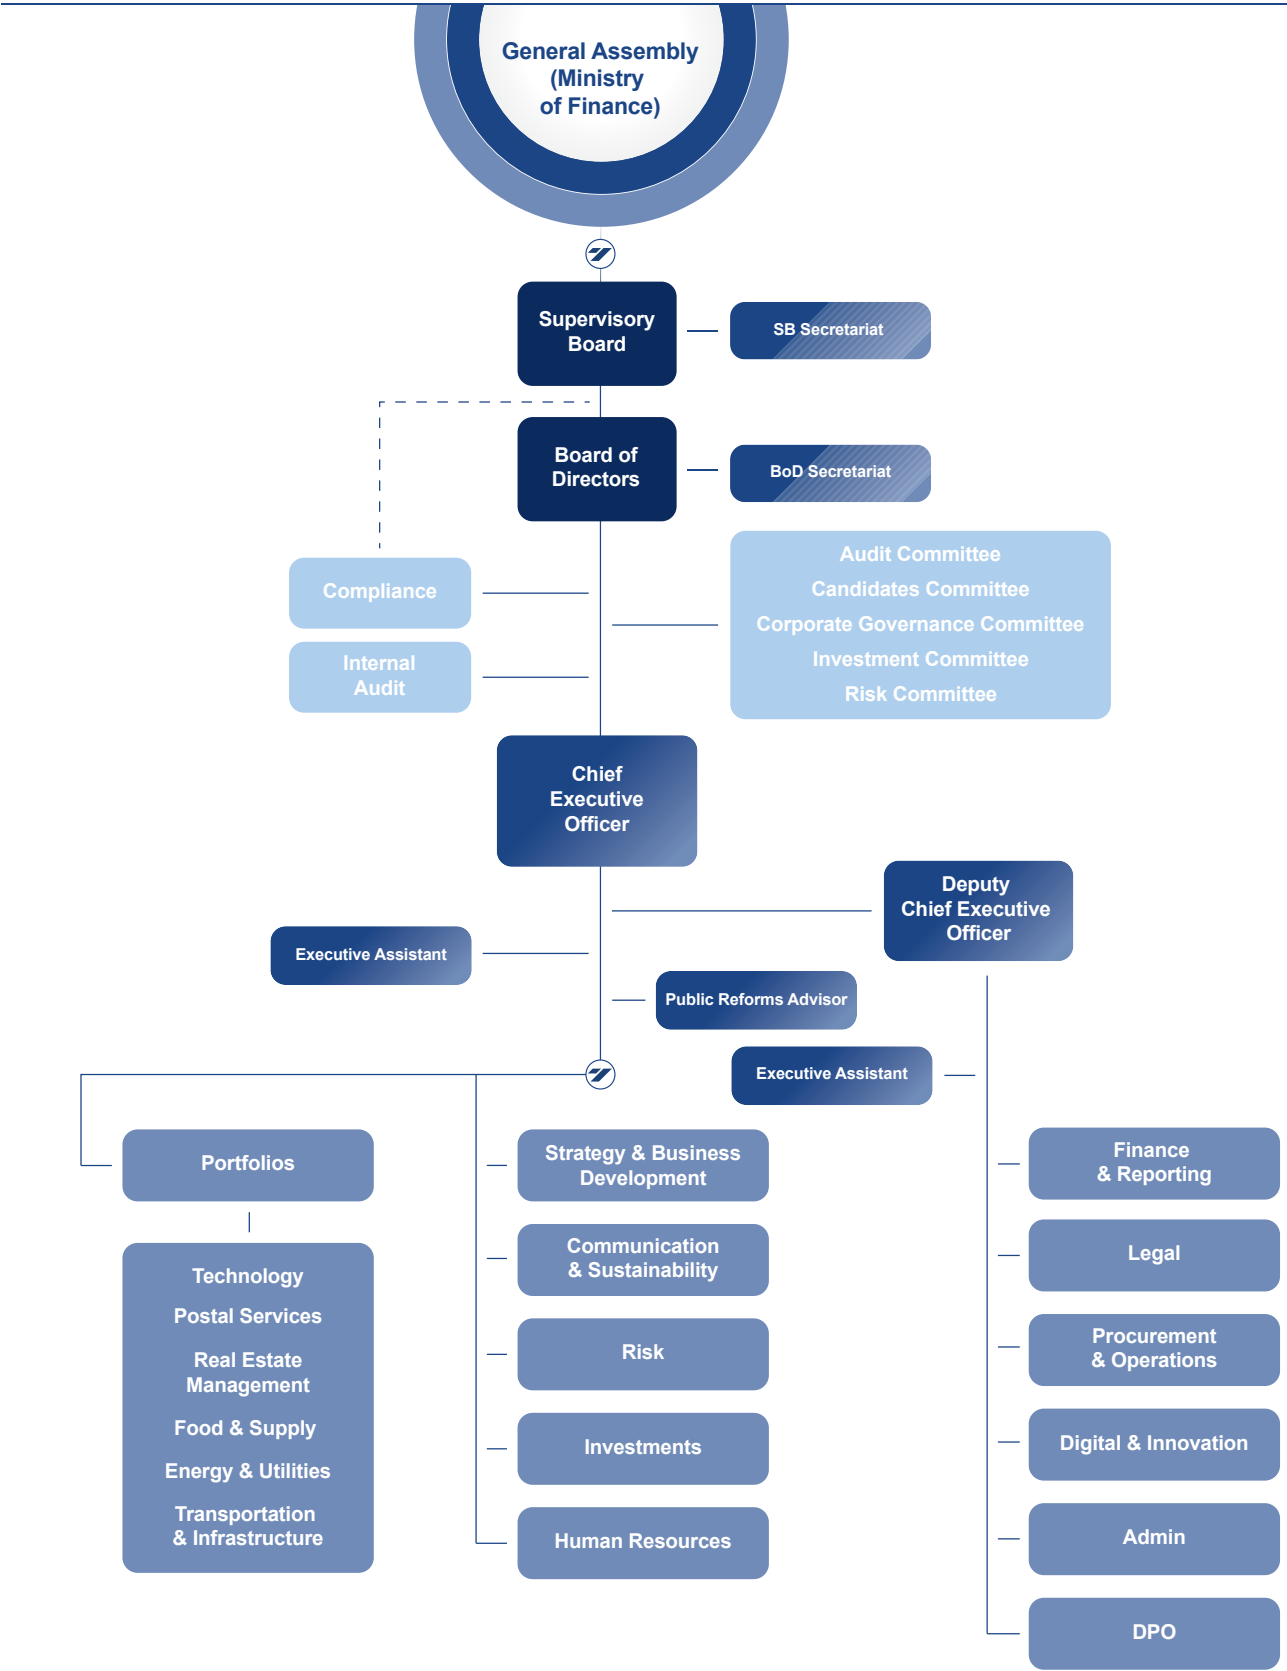 General Assembly
(Ministry
of Finance)
Supervisory
Board
SB Secretariat
Board of
Directors
BoD Secretariat
Compliance
Internal
Audit
Audit Committee
Candidates Committee
Corporate Governance Committee
Investment Committee
Risk Committee
Chief
Executive
Officer
Deputy
Chief Executive
Officer
Executive Assistant
Public Reforms Advisor
Executive Assistant
Portfolios
Technology
Postal Services
Real Estate
Management
Food & Supply
Energy & Utilities
Transportation
& Infrastructure
Strategy & Business
Development
Communication
& Sustainability
Risk
Investments
Human Resources
Finance
& Reporting
Legal
Procurement
& Operations
Digital & Innovation
Admin
DPO